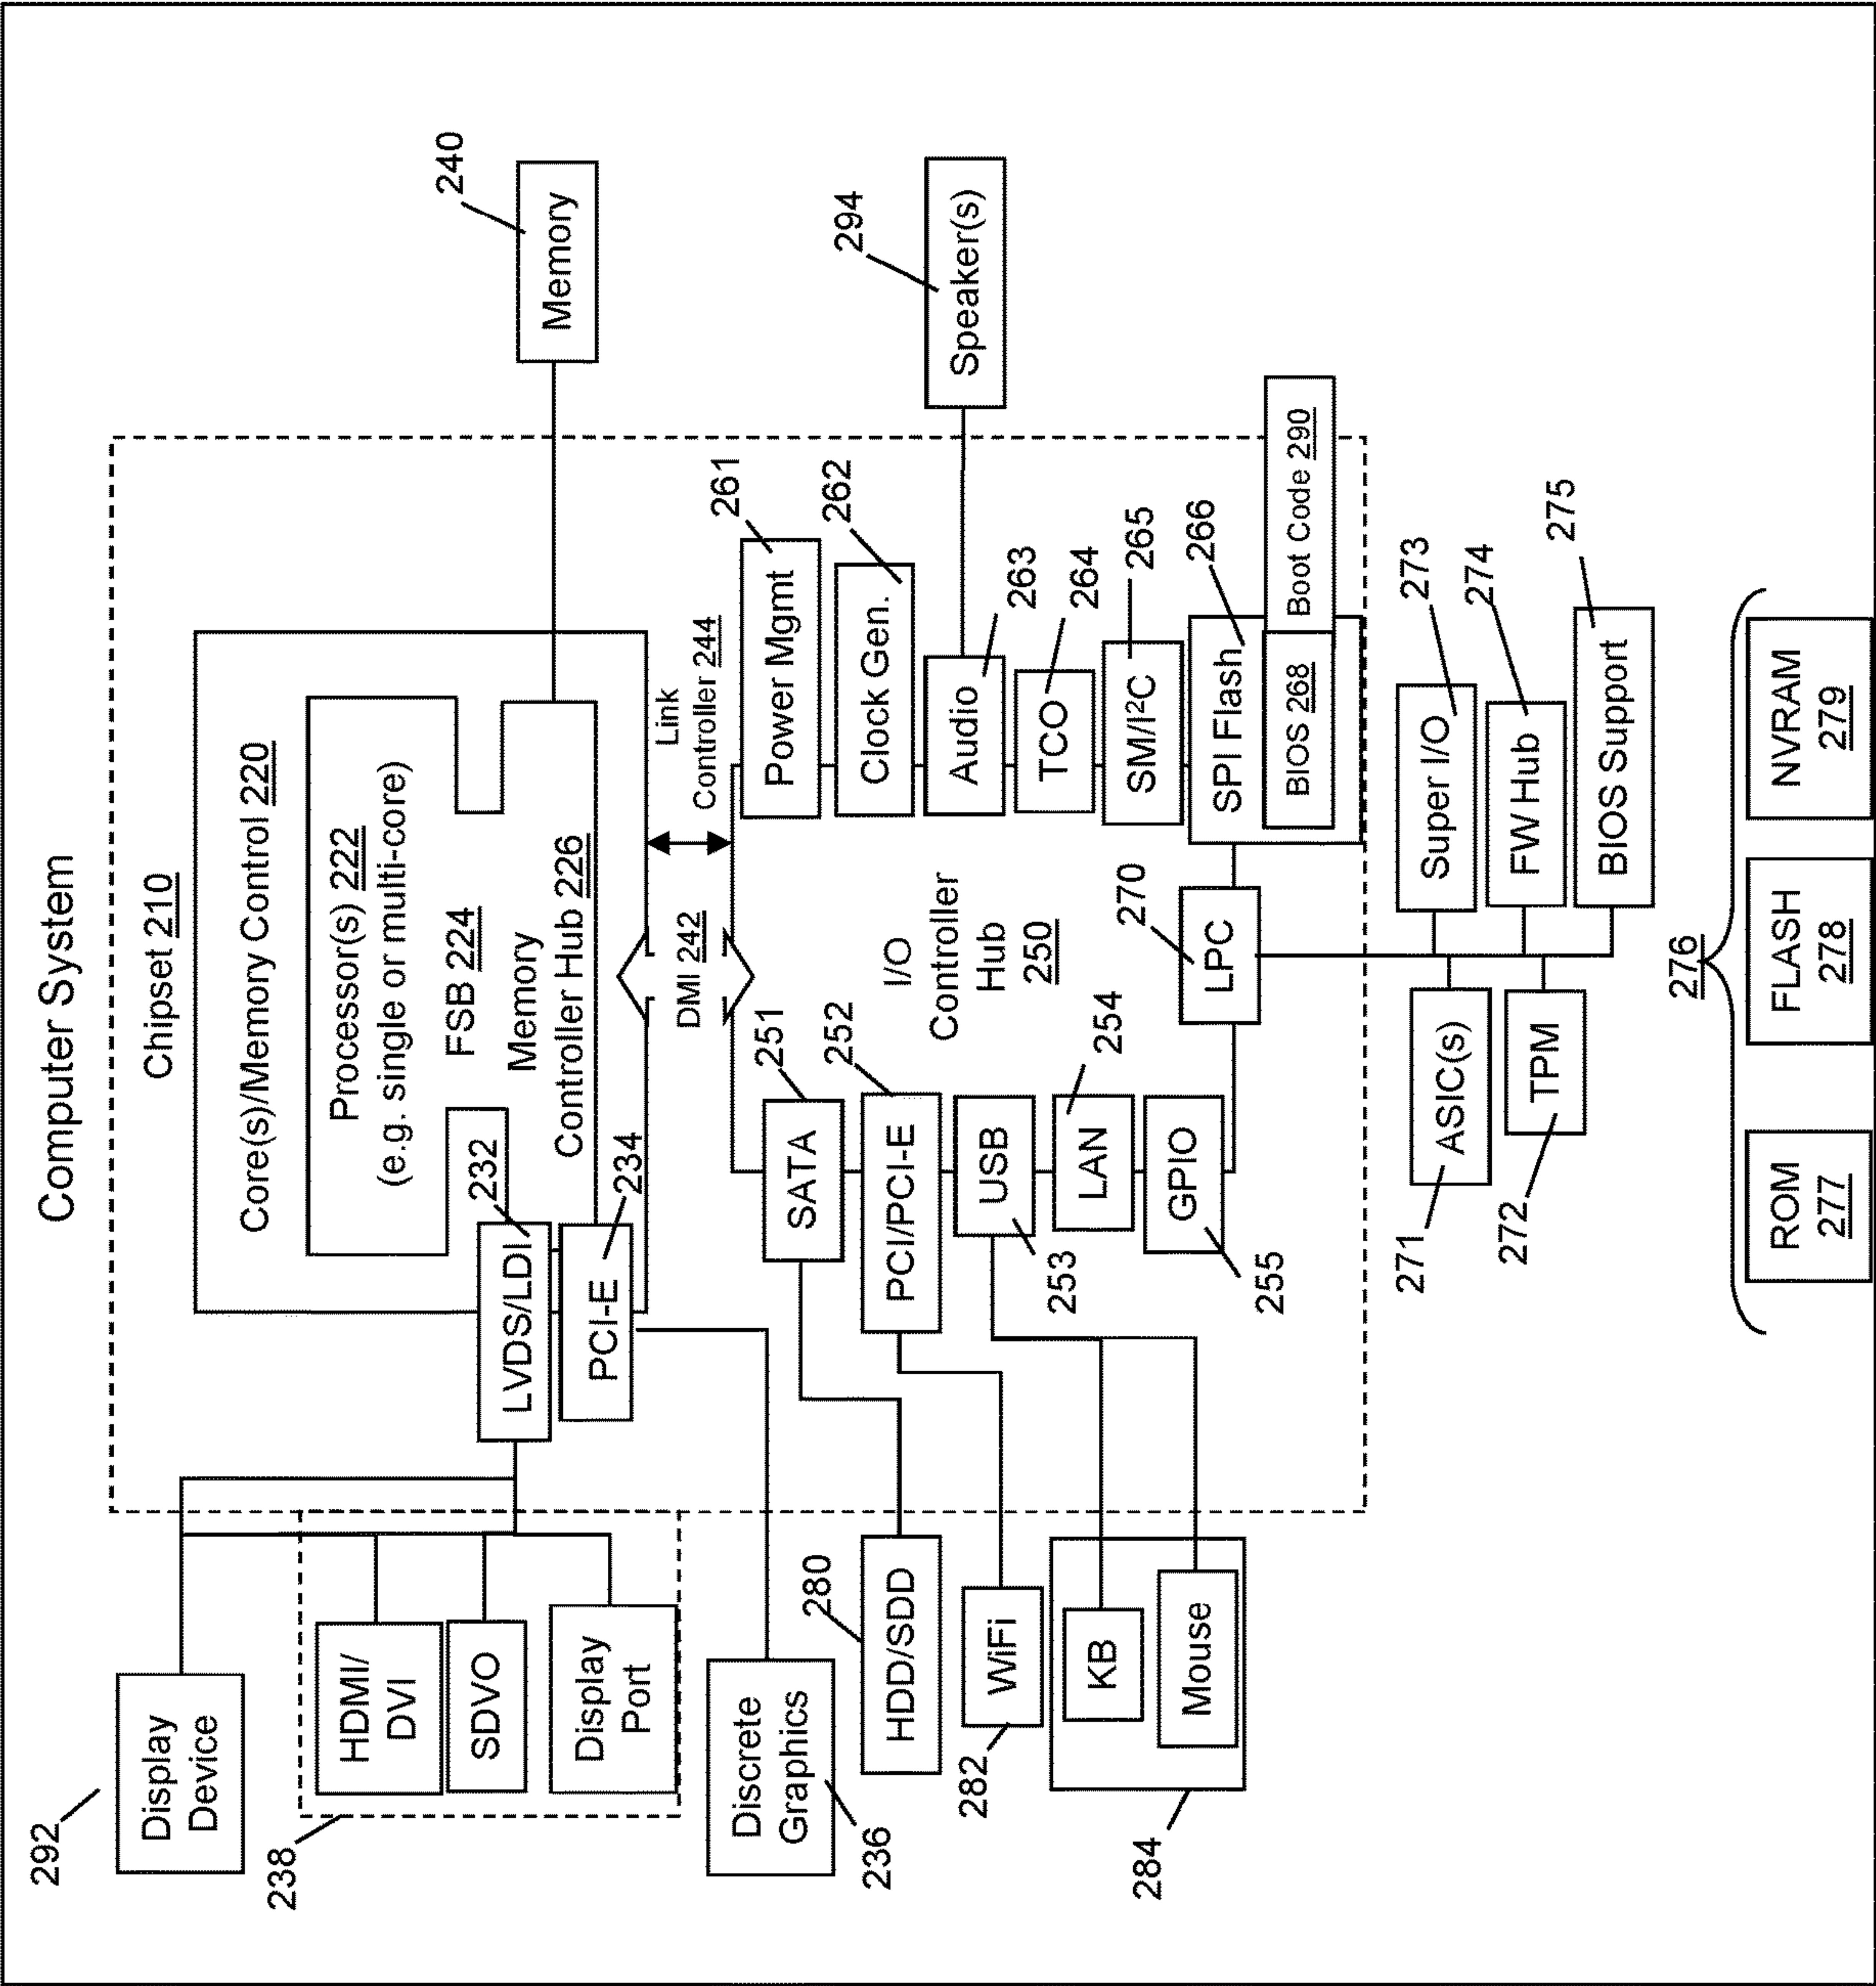 Computer System
Chipset 210
Core(s)/Memory Control 220
Processor(s) 222
(e.g. single or multi-core)
FSB 224
Memory
Controller Hub 226
232
LVDS/LDI
234
PCI-E
240
Memory
292
Display
Device
238
HDMI/
DVI
SDVO
Display
Port
Discrete
Graphics
236
DMI 242
Link
Controller 244
I/O
Controller
Hub
250
251
SATA
252
PCI/PCI-E
USB
253
254
LAN
GPIO
255
261
Power Mgmt
262
Clock Gen.
Audio
263
294
Speaker(s)
TCO
264
SM/I²C
265
SPI Flash
266
BIOS 268
Boot Code 290
270
LPC
280
HDD/SDD
WiFi
282
KB
Mouse
284
271
ASIC(s)
272
TPM
Super I/O
273
FW Hub
274
BIOS Support
275
276
ROM
277
FLASH
278
NVRAM
279